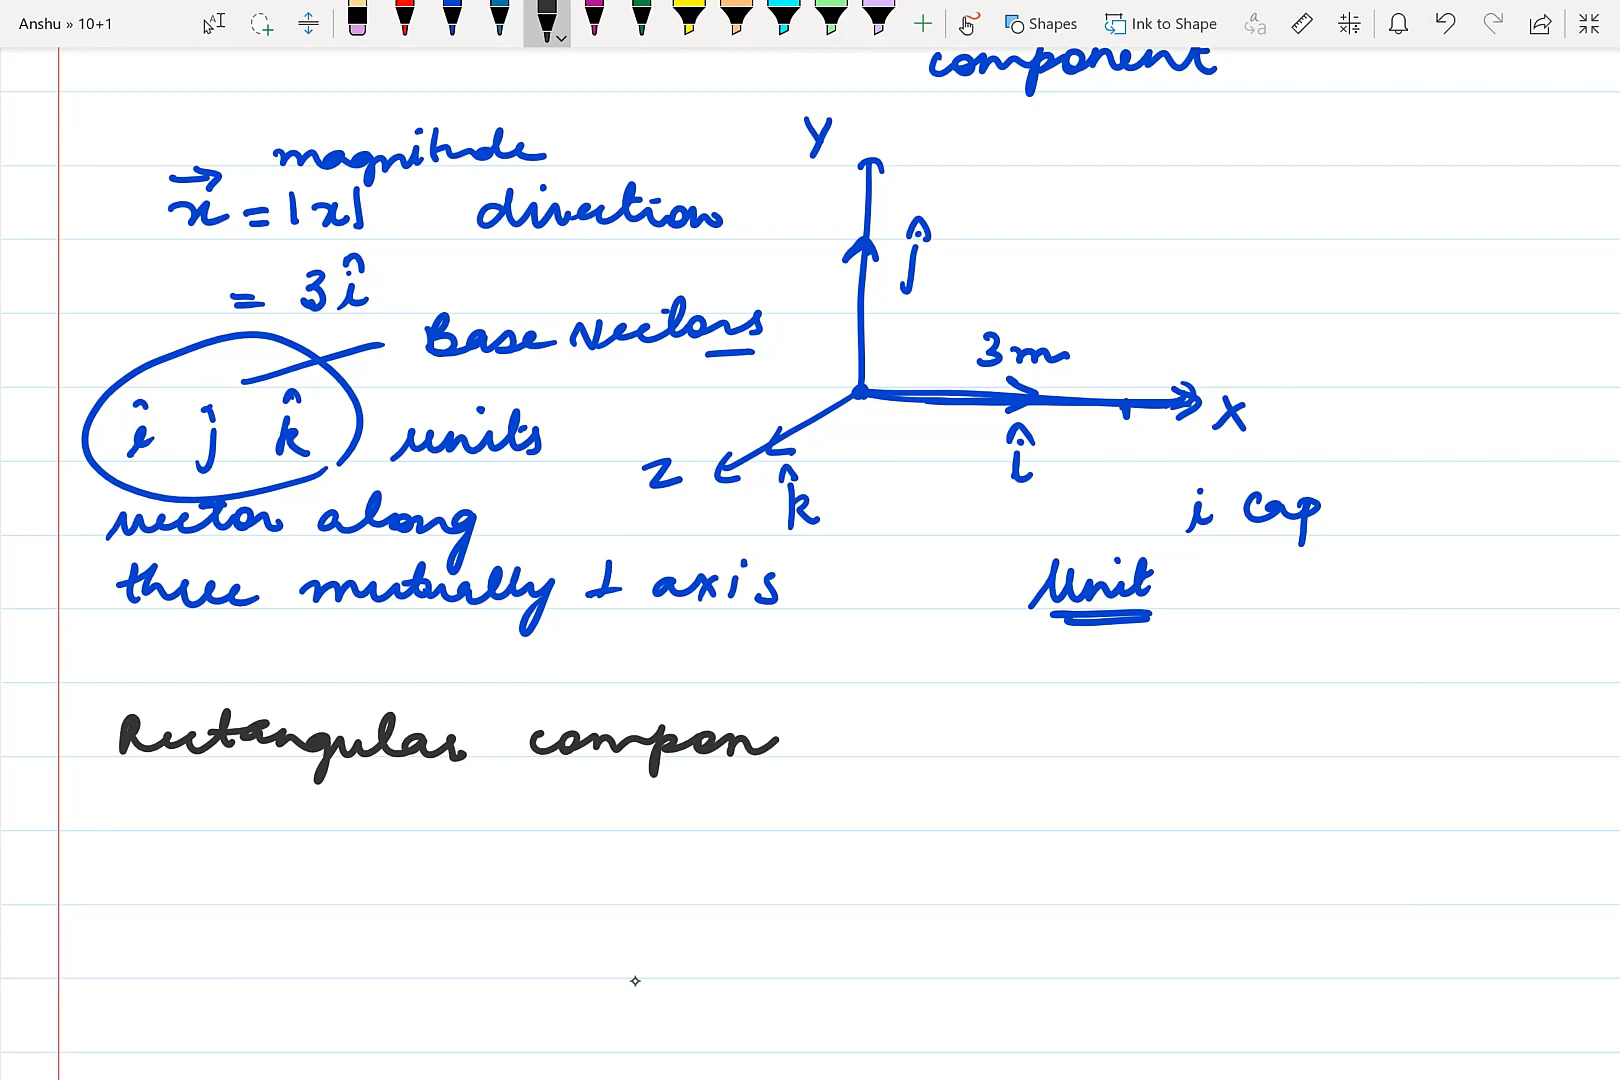 Anshu » 10+1
Shapes
Ink to Shape
component
magnitude
x⃗ = |x| direction
= 3î
Base vectors
î ĵ k̂ units
vector along
three mutually ⊥ axis
Y
ĵ
3m
X
î
Z
k̂
i cap
Unit
Rectangular compon